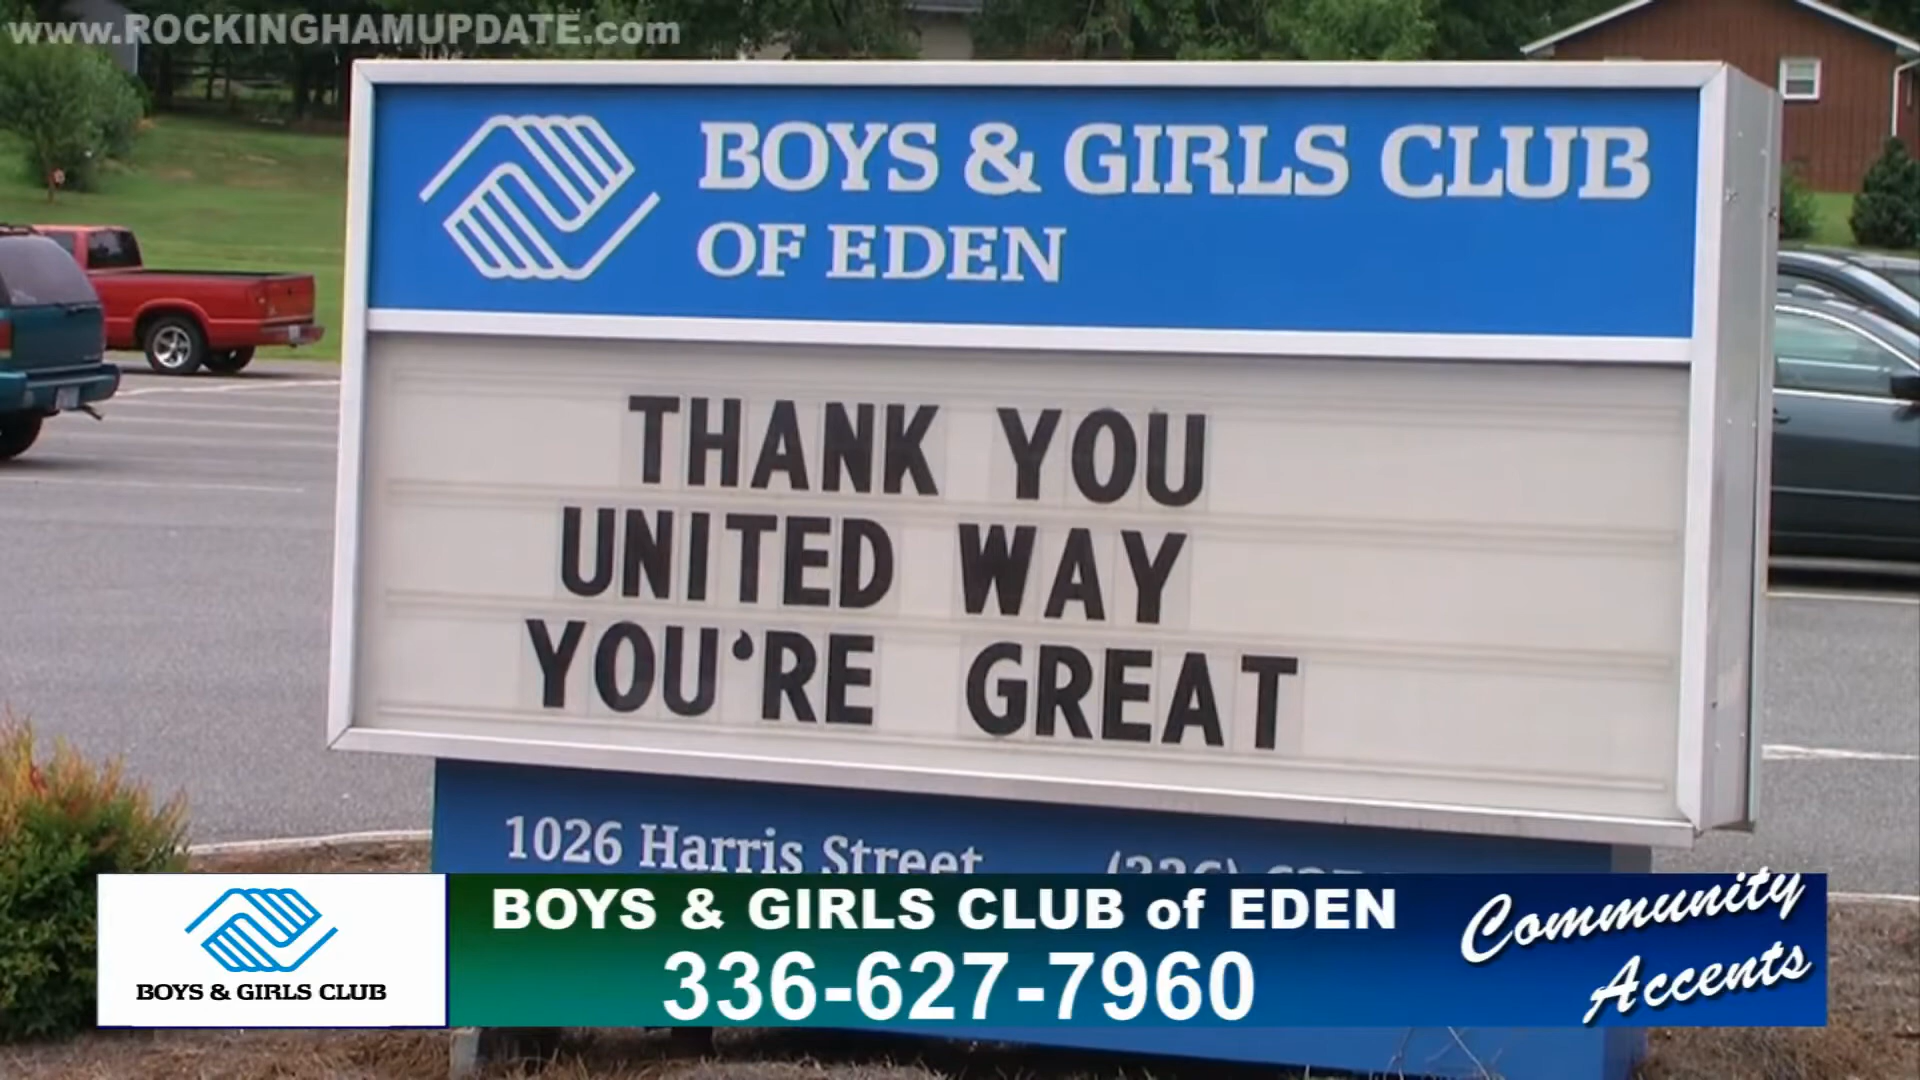 www.ROCKINGHAMUPDATE.com
BOYS & GIRLS CLUB
OF EDEN
THANK YOU
UNITED WAY
YOU'RE GREAT
1026 Harris Street
BOYS & GIRLS CLUB
BOYS & GIRLS CLUB of EDEN
336-627-7960
Community
Accents